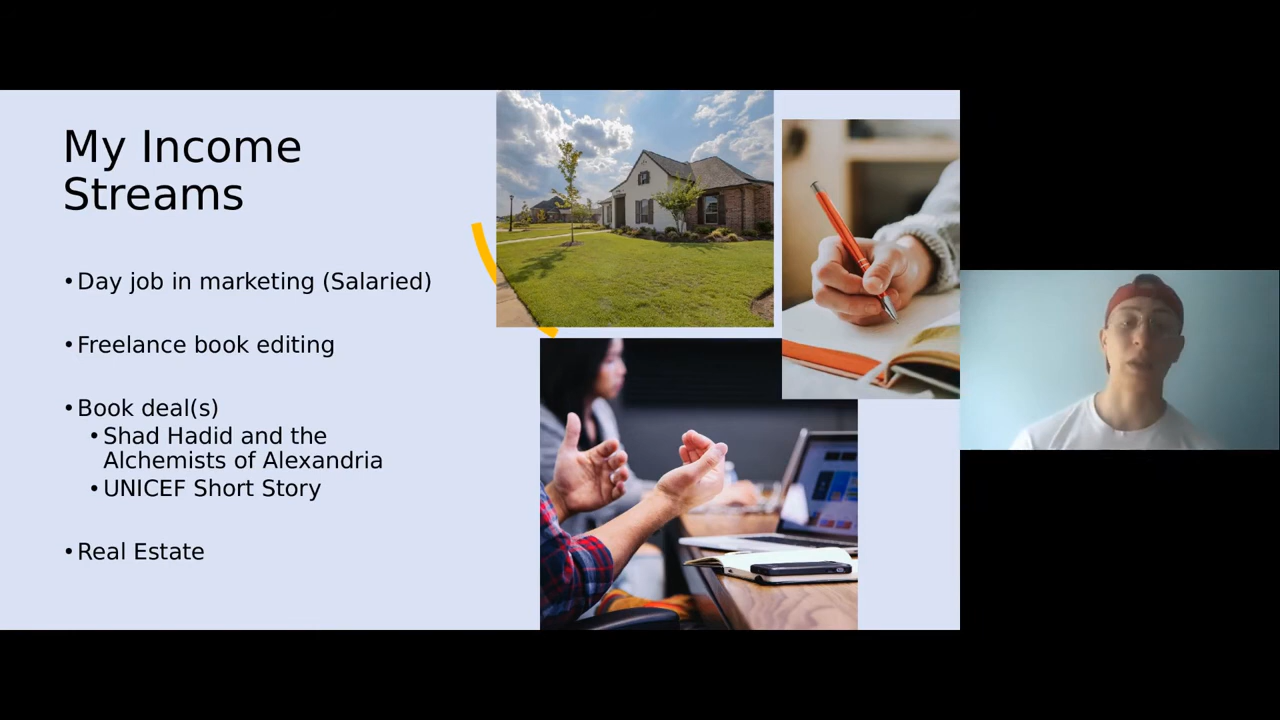 My Income
Streams
•Day job in marketing (Salaried)
•Freelance book editing
•Book deal(s)
•Shad Hadid and the
Alchemists of Alexandria
•UNICEF Short Story
•Real Estate